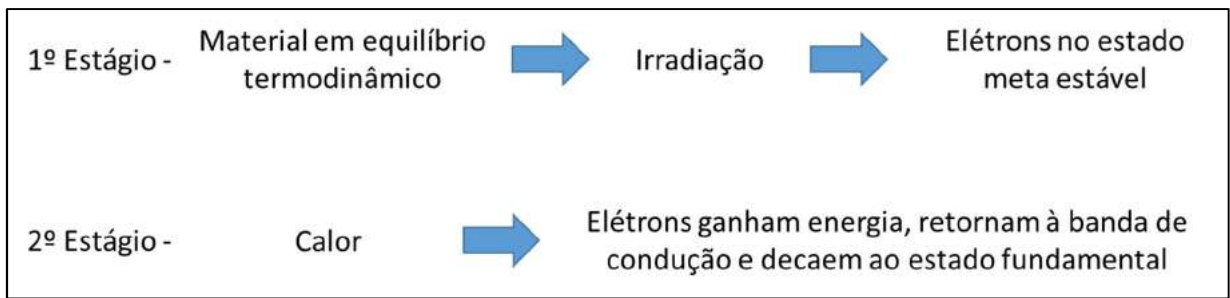 1º Estágio -
Material em equilíbrio
termodinâmico
Irradiação
Elétrons no estado
meta estável
2º Estágio -
Calor
Elétrons ganham energia, retornam à banda de
condução e decaem ao estado fundamental